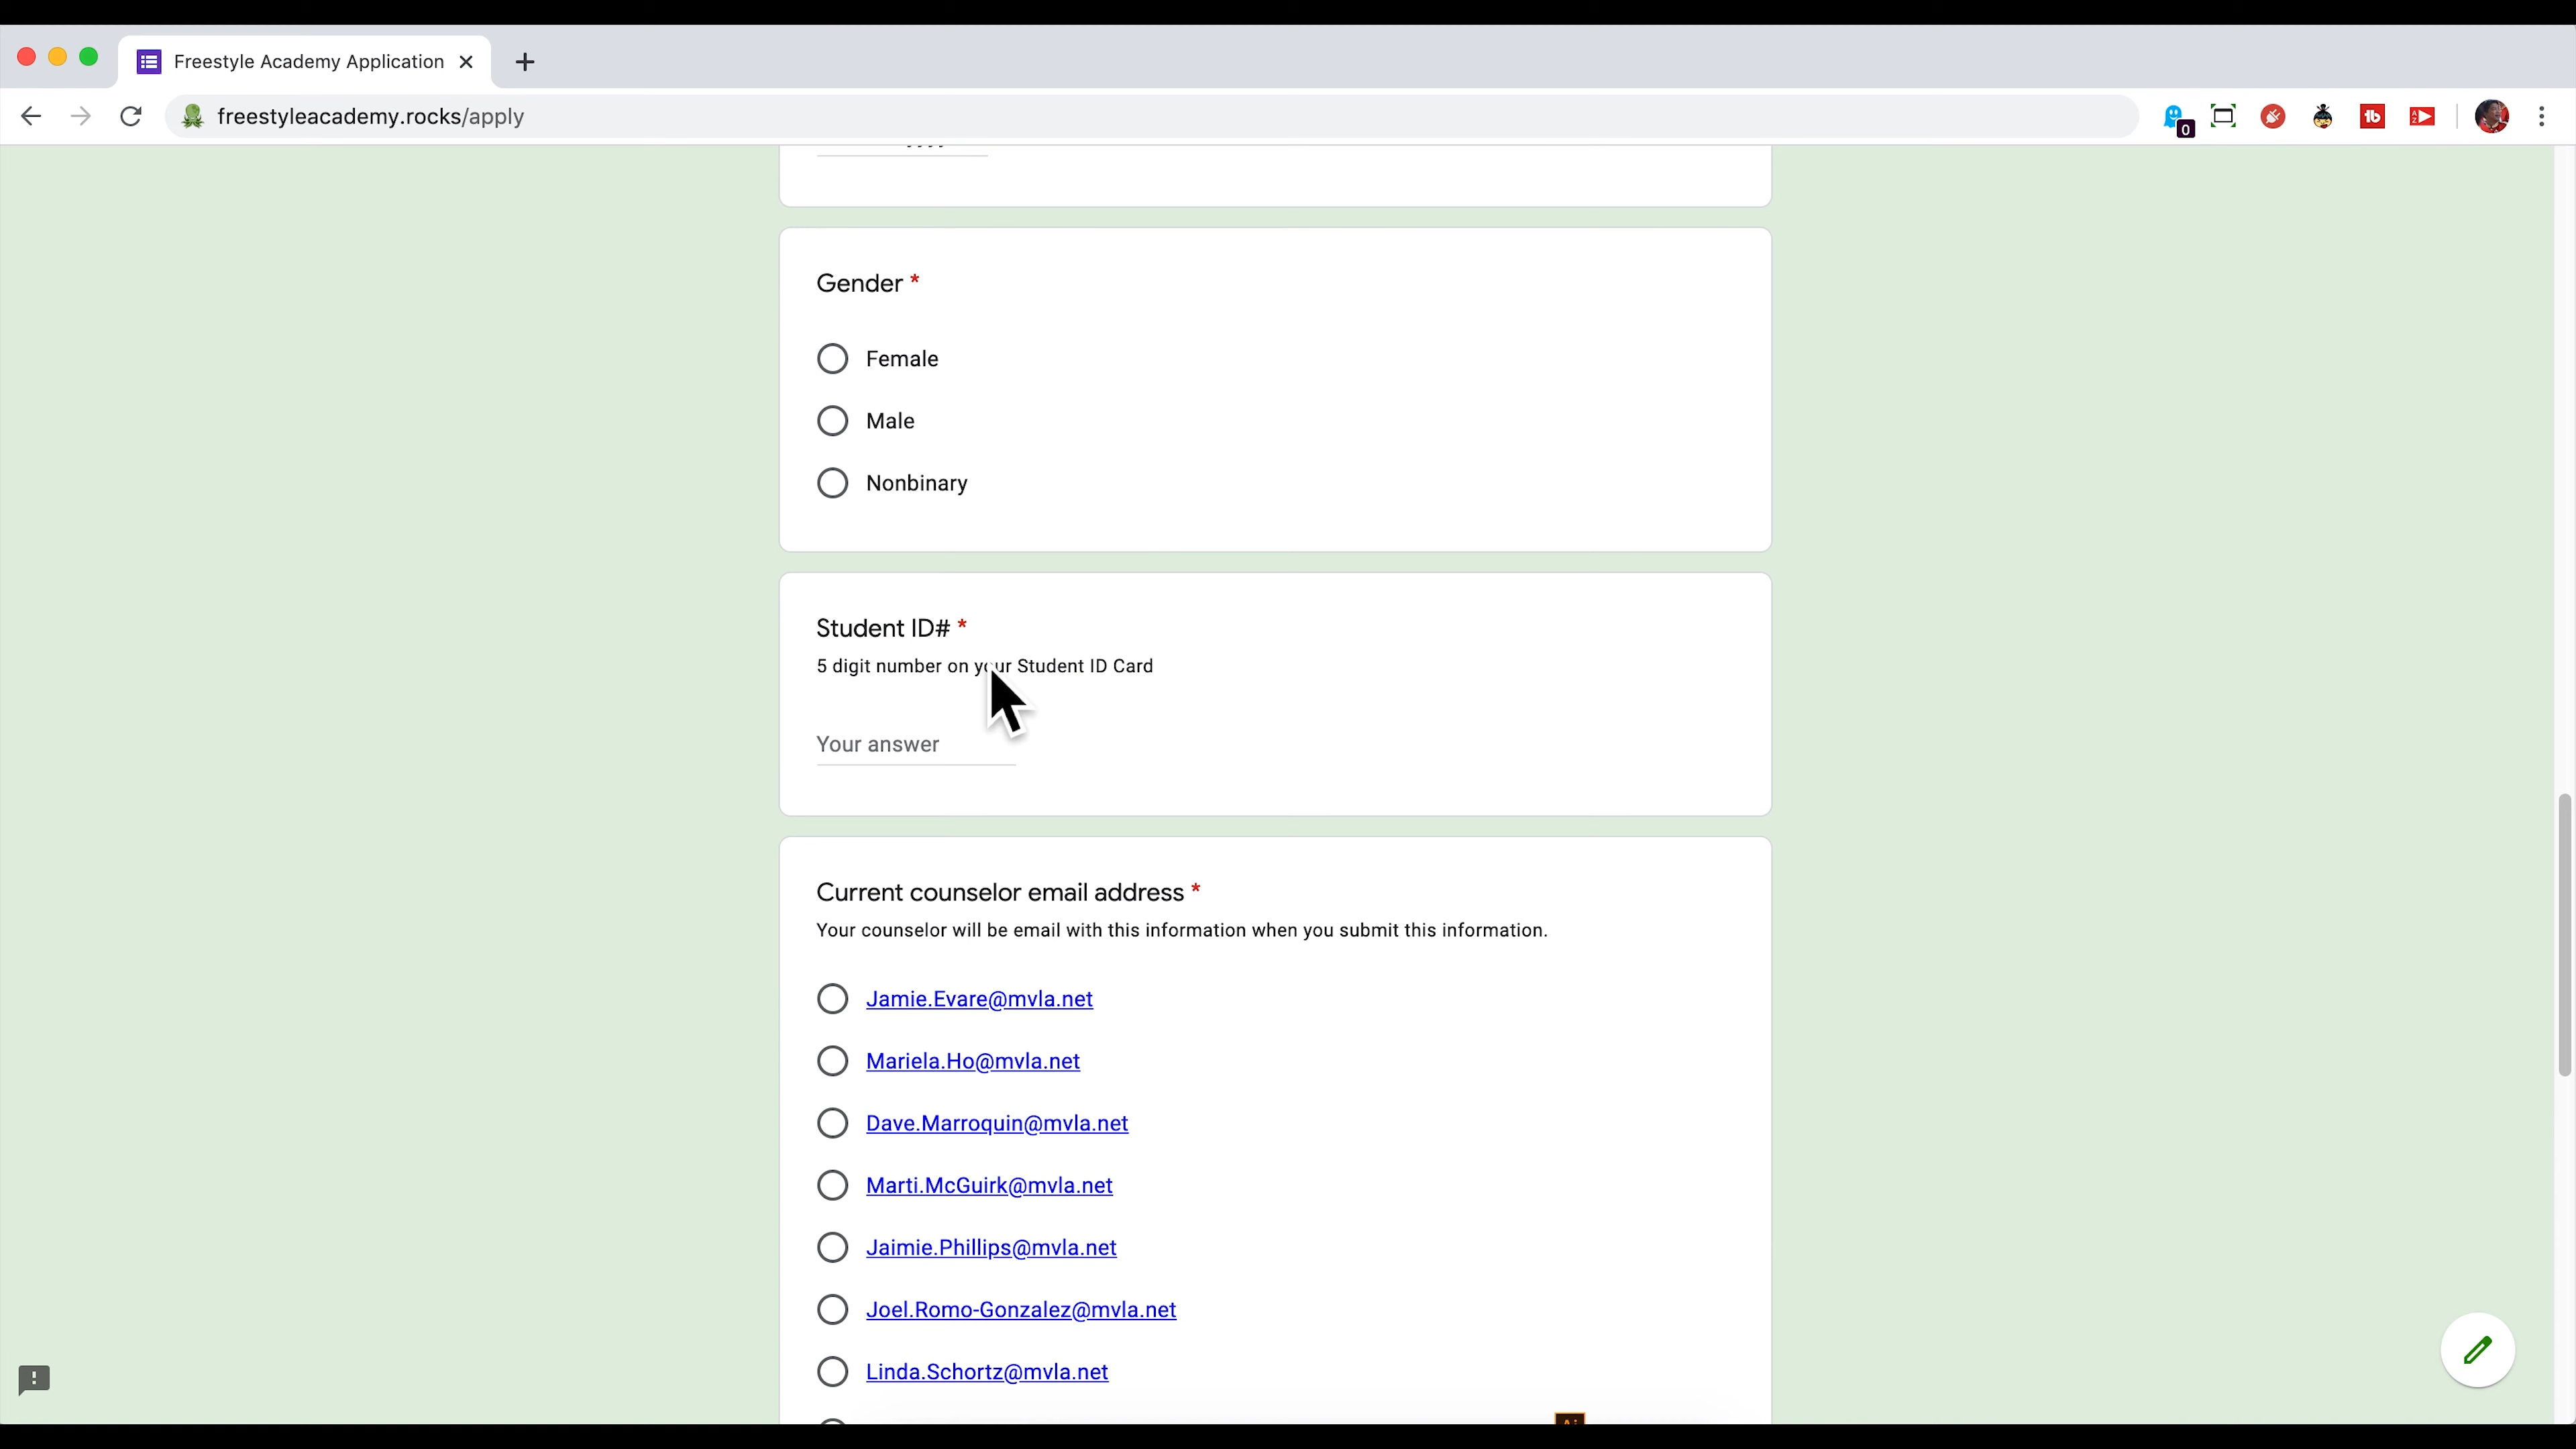 Freestyle Academy Application
freestyleacademy.rocks/apply
0
Gender *
Female
Male
Nonbinary
Student ID# *
5 digit number on your Student ID Card
Your answer
Current counselor email address *
Your counselor will be email with this information when you submit this information.
Jamie.Evare@mvla.net
Mariela.Ho@mvla.net
Dave.Marroquin@mvla.net
Marti.McGuirk@mvla.net
Jaimie.Phillips@mvla.net
Joel.Romo-Gonzalez@mvla.net
Linda.Schortz@mvla.net